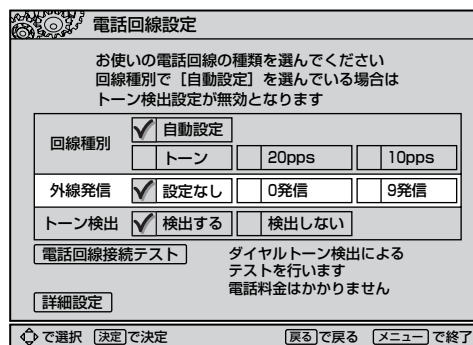 電話回線設定
お使いの電話回線の種類を選んでください
回線種別で［自動設定］を選んでいる場合は
トーン検出設定が無効となります
回線種別 自動設定
トーン 20pps 10pps
外線発信 設定なし 0発信 9発信
トーン検出 検出する 検出しない
電話回線接続テスト ダイヤルトーン検出による
テストを行います
電話料金はかかりません
詳細設定
で選択 決定 で決定 戻る で戻る メニュー で終了